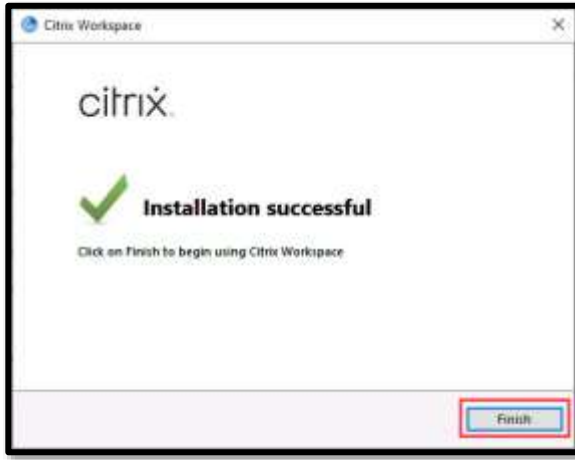 Citrix Workspace
citrix
Installation successful
Click on Finish to begin using Citrix Workspace
Finish